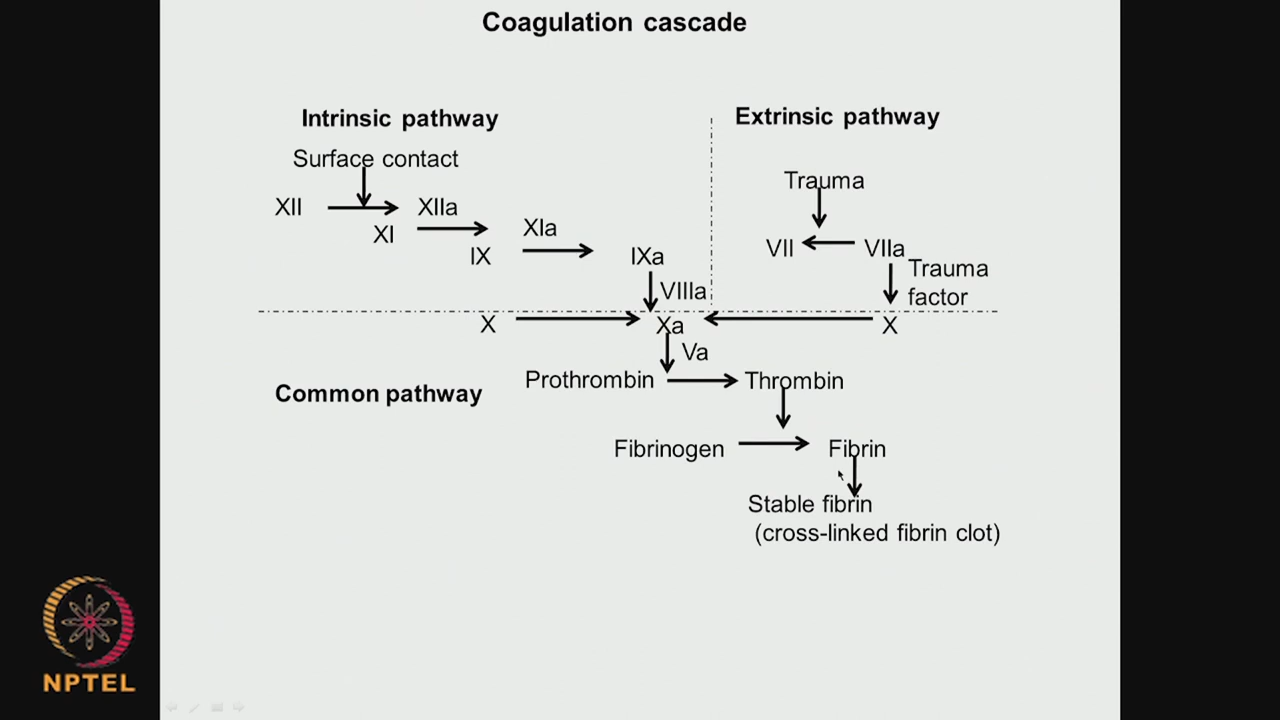 Coagulation cascade
Intrinsic pathway
Extrinsic pathway
Surface contact
Trauma
XII
XIIa
XI
XIa
IX
IXa
VII
VIIa
Trauma
factor
VIIIa
X
Xa
X
Va
Prothrombin
Thrombin
Common pathway
Fibrinogen
Fibrin
Stable fibrin
(cross-linked fibrin clot)
NPTEL